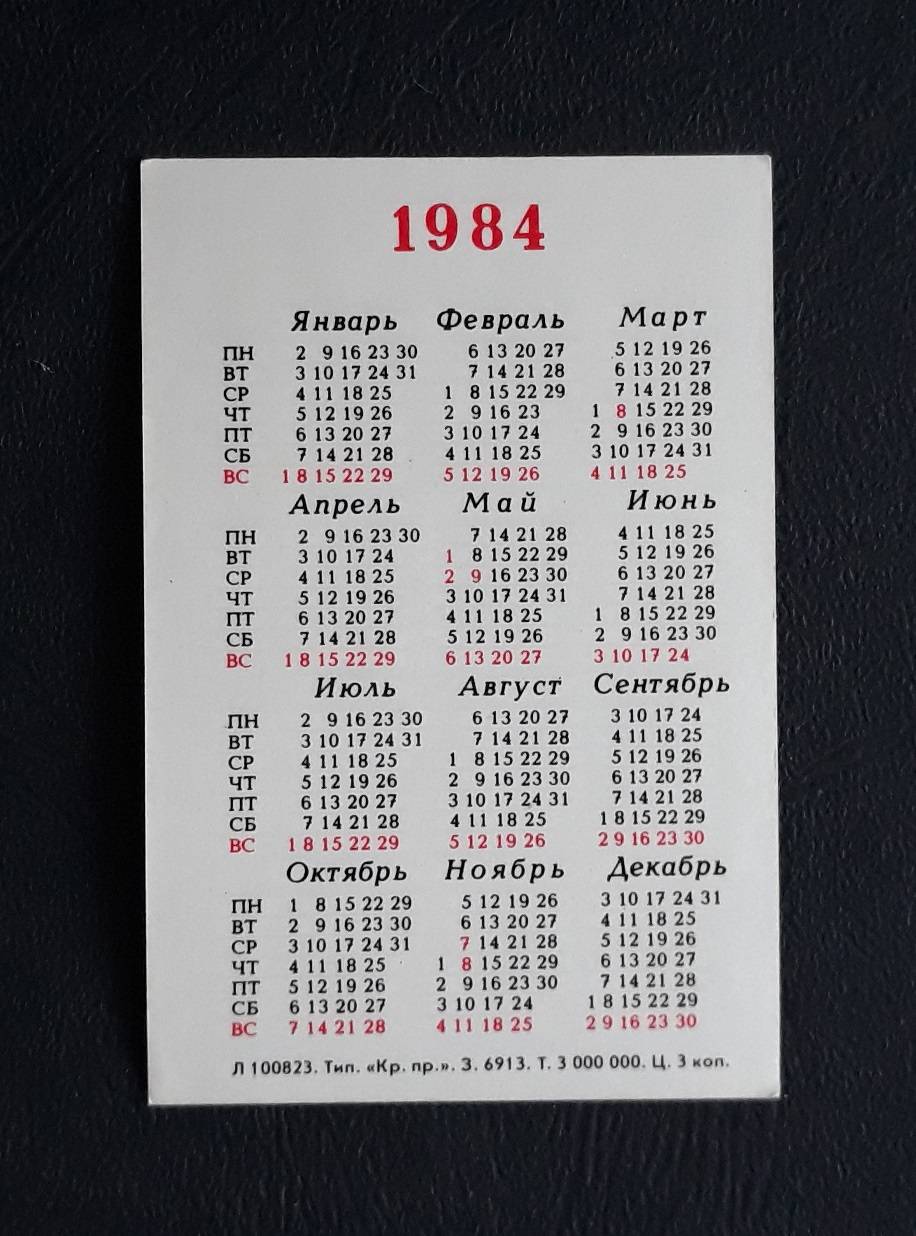 1984
Январь Февраль Март
ПН 2 9 16 23 30 6 13 20 27 5 12 19 26
ВТ 3 10 17 24 31 7 14 21 28 6 13 20 27
СР 4 11 18 25 1 8 15 22 29 7 14 21 28
ЧТ 5 12 19 26 2 9 16 23 1 8 15 22 29
ПТ 6 13 20 27 3 10 17 24 2 9 16 23 30
СБ 7 14 21 28 4 11 18 25 3 10 17 24 31
ВС 1 8 15 22 29 5 12 19 26 4 11 18 25
Апрель Май Июнь
ПН 2 9 16 23 30 7 14 21 28 4 11 18 25
ВТ 3 10 17 24 1 8 15 22 29 5 12 19 26
СР 4 11 18 25 2 9 16 23 30 6 13 20 27
ЧТ 5 12 19 26 3 10 17 24 31 7 14 21 28
ПТ 6 13 20 27 4 11 18 25 1 8 15 22 29
СБ 7 14 21 28 5 12 19 26 2 9 16 23 30
ВС 1 8 15 22 29 6 13 20 27 3 10 17 24
Июль Август Сентябрь
ПН 2 9 16 23 30 6 13 20 27 3 10 17 24
ВТ 3 10 17 24 31 7 14 21 28 4 11 18 25
СР 4 11 18 25 1 8 15 22 29 5 12 19 26
ЧТ 5 12 19 26 2 9 16 23 30 6 13 20 27
ПТ 6 13 20 27 3 10 17 24 31 7 14 21 28
СБ 7 14 21 28 4 11 18 25 1 8 15 22 29
ВС 1 8 15 22 29 5 12 19 26 2 9 16 23 30
Октябрь Ноябрь Декабрь
ПН 1 8 15 22 29 5 12 19 26 3 10 17 24 31
ВТ 2 9 16 23 30 6 13 20 27 4 11 18 25
СР 3 10 17 24 31 7 14 21 28 5 12 19 26
ЧТ 4 11 18 25 1 8 15 22 29 6 13 20 27
ПТ 5 12 19 26 2 9 16 23 30 7 14 21 28
СБ 6 13 20 27 3 10 17 24 1 8 15 22 29
ВС 7 14 21 28 4 11 18 25 2 9 16 23 30
Л 100823. Тип. «Кр. пр.». З. 6913. Т. 3 000 000. Ц. 3 коп.